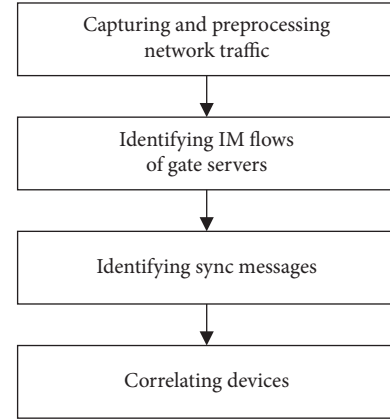 Capturing and preprocessing
network traffic
Identifying IM flows
of gate servers
Identifying sync messages
Correlating devices